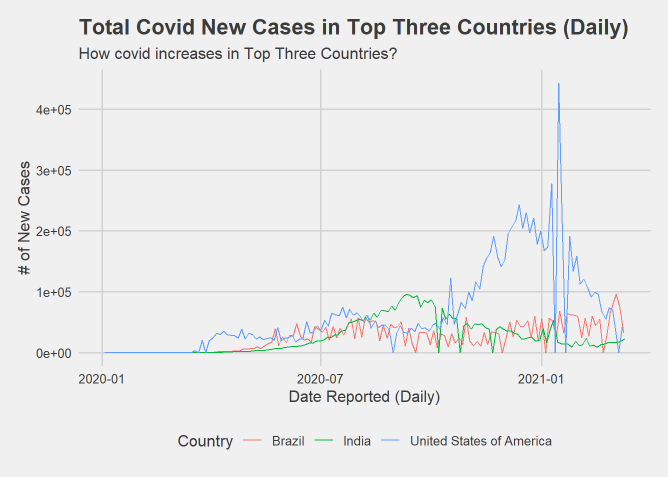 Total Covid New Cases in Top Three Countries (Daily)
How covid increases in Top Three Countries?
4e+05
3e+05
2e+05
1e+05
0e+00
# of New Cases
2020-01 2020-07 2021-01
Date Reported (Daily)
Country Brazil India United States of America